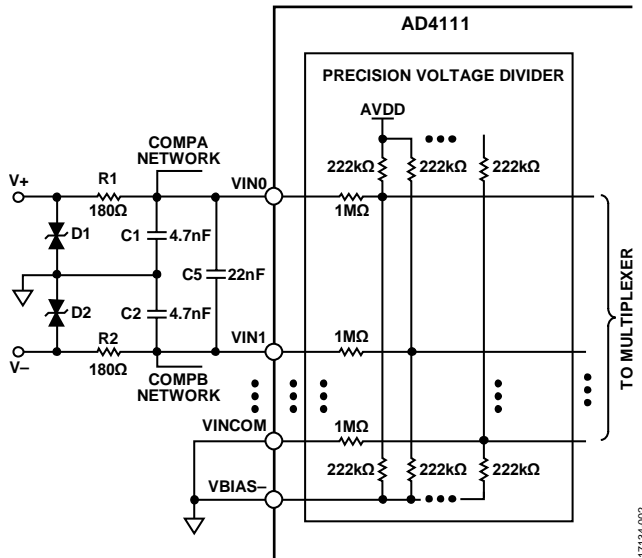 AD4111
PRECISION VOLTAGE DIVIDER
AVDD
222kΩ 222kΩ 222kΩ
COMPA
NETWORK
V+
R1
180Ω
VIN0
1MΩ
D1
C1 4.7nF
C5 22nF
D2
C2 4.7nF
R2
180Ω
V–
VIN1
1MΩ
COMPB
NETWORK
VINCOM
1MΩ
222kΩ 222kΩ 222kΩ
VBIAS–
TO MULTIPLEXER
17134-002